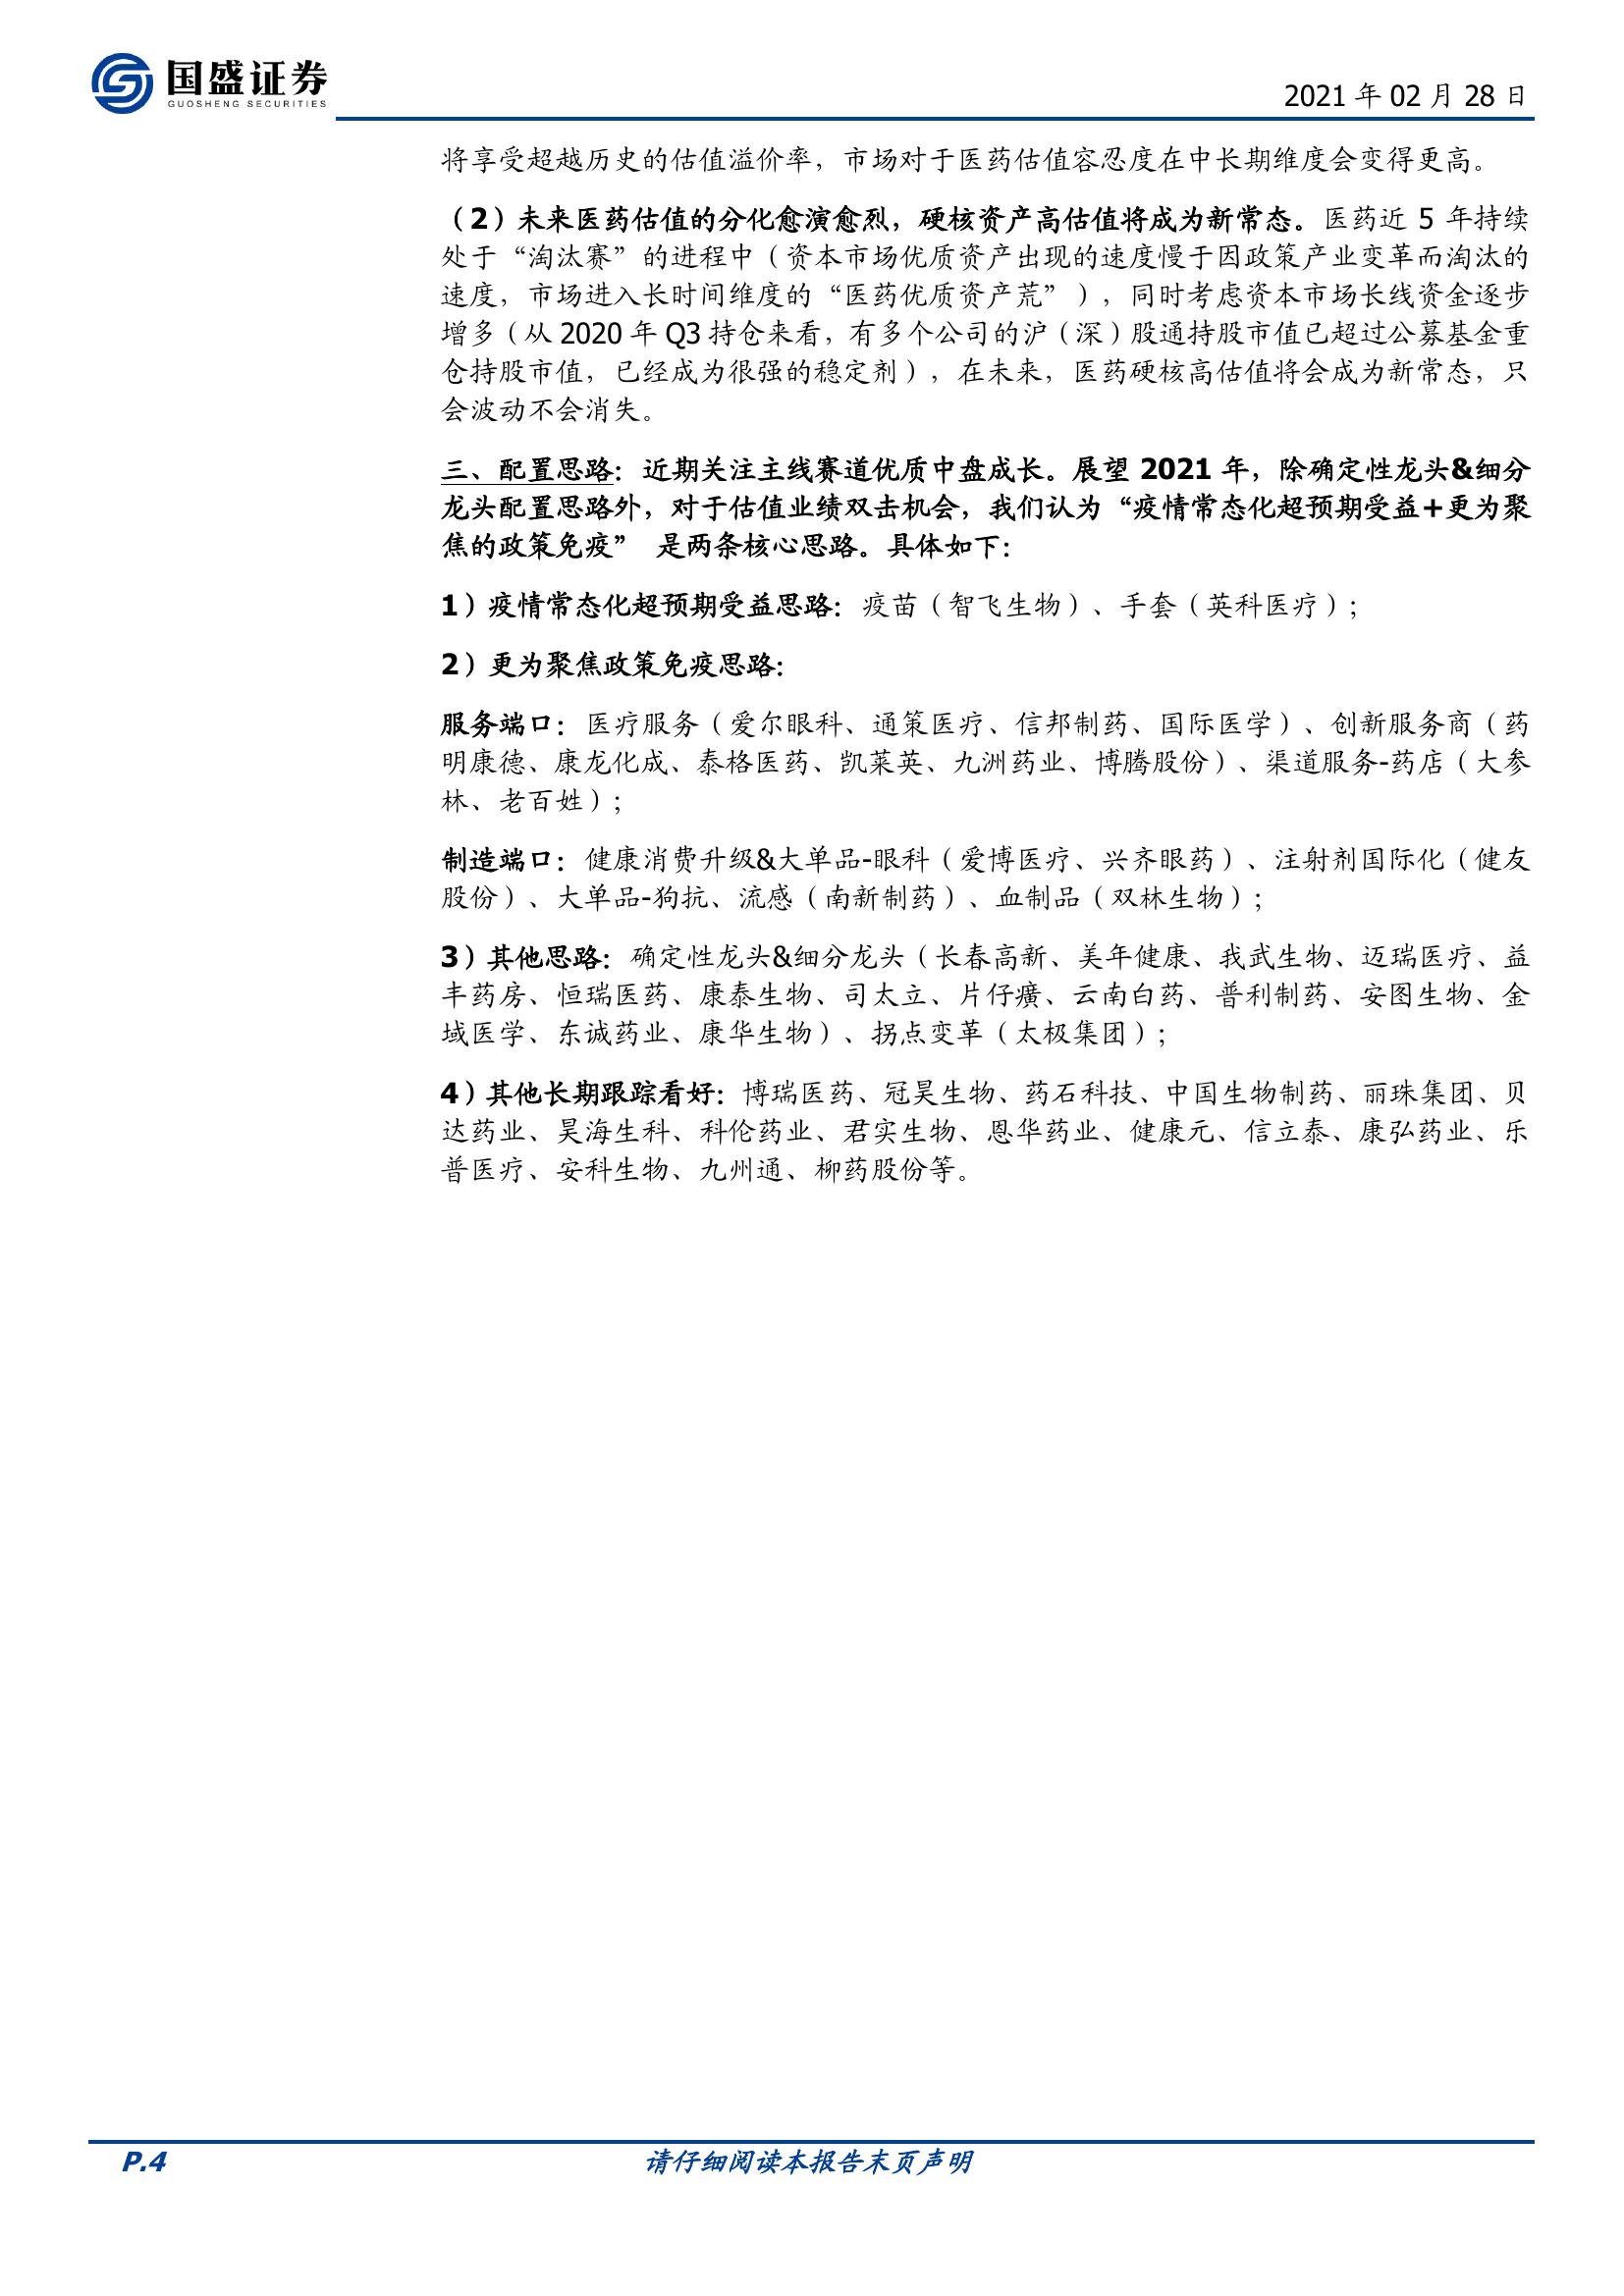 国盛证券
GUOSHENG SECURITIES
2021 年 02 月 28 日
将享受超越历史的估值溢价率，市场对于医药估值容忍度在中长期维度会变得更高。
（2）未来医药估值的分化愈演愈烈，硬核资产高估值将成为新常态。医药近 5 年持续
处于“淘汰赛”的进程中（资本市场优质资产出现的速度慢于因政策产业变革而淘汰的
速度，市场进入长时间维度的“医药优质资产荒”），同时考虑资本市场长线资金逐步
增多（从 2020 年 Q3 持仓来看，有多个公司的沪（深）股通持股市值已超过公募基金重
仓持股市值，已经成为很强的稳定剂），在未来，医药硬核高估值将会成为新常态，只
会波动不会消失。
三、配置思路：近期关注主线赛道优质中盘成长。展望 2021 年，除确定性龙头&细分
龙头配置思路外，对于估值业绩双击机会，我们认为“疫情常态化超预期受益+更为聚
焦的政策免疫” 是两条核心思路。具体如下：
1）疫情常态化超预期受益思路：疫苗（智飞生物）、手套（英科医疗）；
2）更为聚焦政策免疫思路：
服务端口：医疗服务（爱尔眼科、通策医疗、信邦制药、国际医学）、创新服务商（药
明康德、康龙化成、泰格医药、凯莱英、九洲药业、博腾股份）、渠道服务-药店（大参
林、老百姓）；
制造端口：健康消费升级&大单品-眼科（爱博医疗、兴齐眼药）、注射剂国际化（健友
股份）、大单品-狗抗、流感（南新制药）、血制品（双林生物）；
3）其他思路：确定性龙头&细分龙头（长春高新、美年健康、我武生物、迈瑞医疗、益
丰药房、恒瑞医药、康泰生物、司太立、片仔癀、云南白药、普利制药、安图生物、金
域医学、东诚药业、康华生物）、拐点变革（太极集团）；
4）其他长期跟踪看好：博瑞医药、冠昊生物、药石科技、中国生物制药、丽珠集团、贝
达药业、昊海生科、科伦药业、君实生物、恩华药业、健康元、信立泰、康弘药业、乐
普医疗、安科生物、九州通、柳药股份等。
P.4
请仔细阅读本报告末页声明